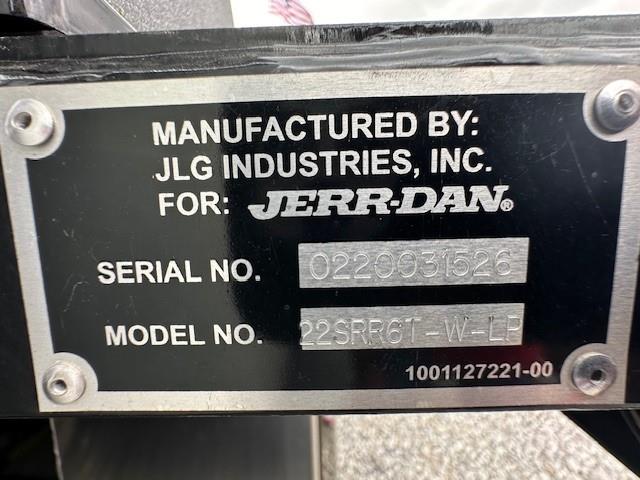 MANUFACTURED BY:
JLG INDUSTRIES, INC.
FOR: JERR-DAN®
SERIAL NO. 0220031526
MODEL NO. 22SRR6T-W-LP
1001127221-00